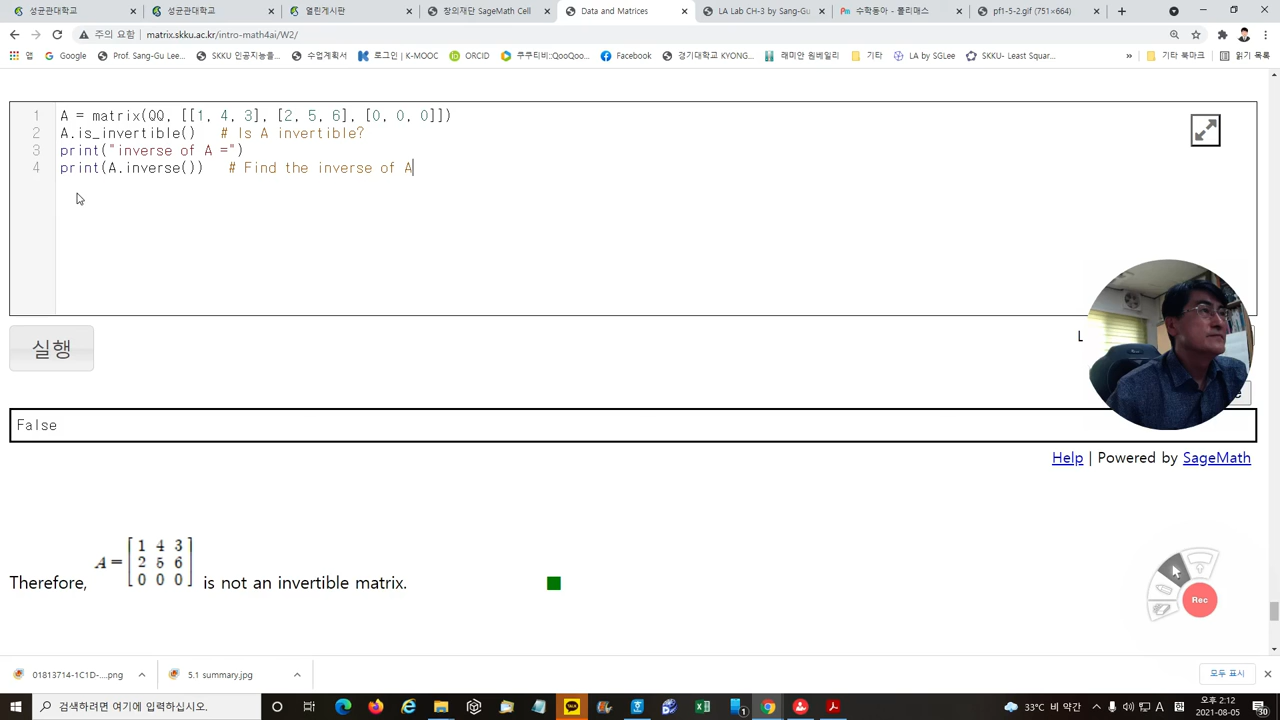 성균관대학교
성균관대학교
열린게시판
창의재단 SageMath Cell
Data and Matrices
LA Lab CH-3 by Sang-Gu
수학동아 - 폴리매스
pf1-5-2.gif (751×664)
주의 요함 | matrix.skku.ac.kr/intro-math4ai/W2/
앱
Google
Prof. Sang-Gu Lee...
SKKU 인공지능을...
수업계획서
로그인 | K-MOOC
ORCID
쿠쿠티비::QooQoo...
Facebook
경기대학교 KYONG...
래미안 원베일리
기타
LA by SGLee
SKKU- Least Squar...
»
기타 북마크
읽기 목록
1 A = matrix(QQ, [[1, 4, 3], [2, 5, 6], [0, 0, 0]])
2 A.is_invertible() # Is A invertible?
3 print("inverse of A =")
4 print(A.inverse()) # Find the inverse of A
실행
L
False
Help | Powered by SageMath
Therefore, A = [1 4 3
2 5 6
0 0 0] is not an invertible matrix.
Rec
01813714-1C1D-....png
5.1 summary.jpg
모두 표시
검색하려면 여기에 입력하십시오.
TALK
1
33°C 비 약간
A
오후 2:12
2021-08-05
30